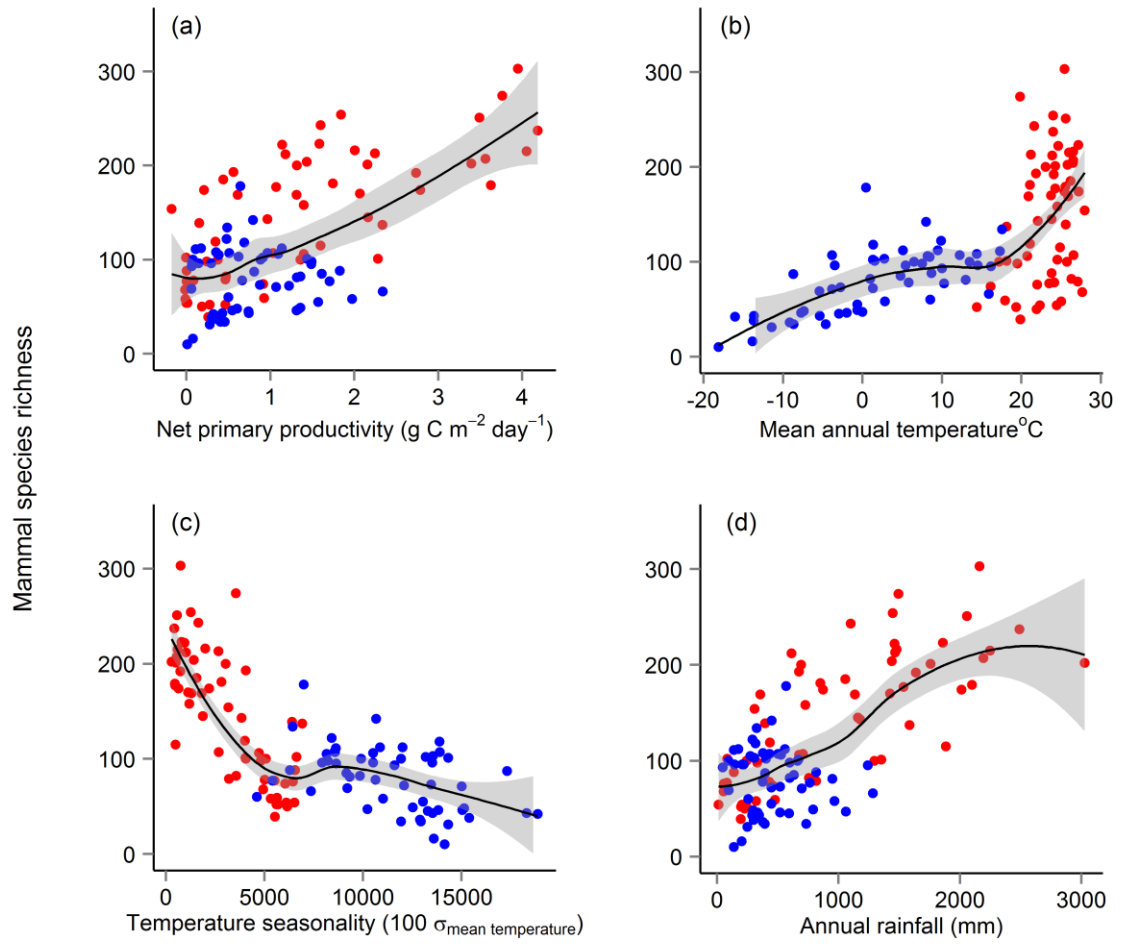 Mammal species richness
(a)
300
200
100
0
0 1 2 3 4
Net primary productivity (g C m⁻² day⁻¹)
(b)
300
200
100
0
-20 -10 0 10 20 30
Mean annual temperature°C
(c)
300
200
100
0
0 5000 10000 15000
Temperature seasonality (100 σmean temperature)
(d)
300
200
100
0
0 1000 2000 3000
Annual rainfall (mm)